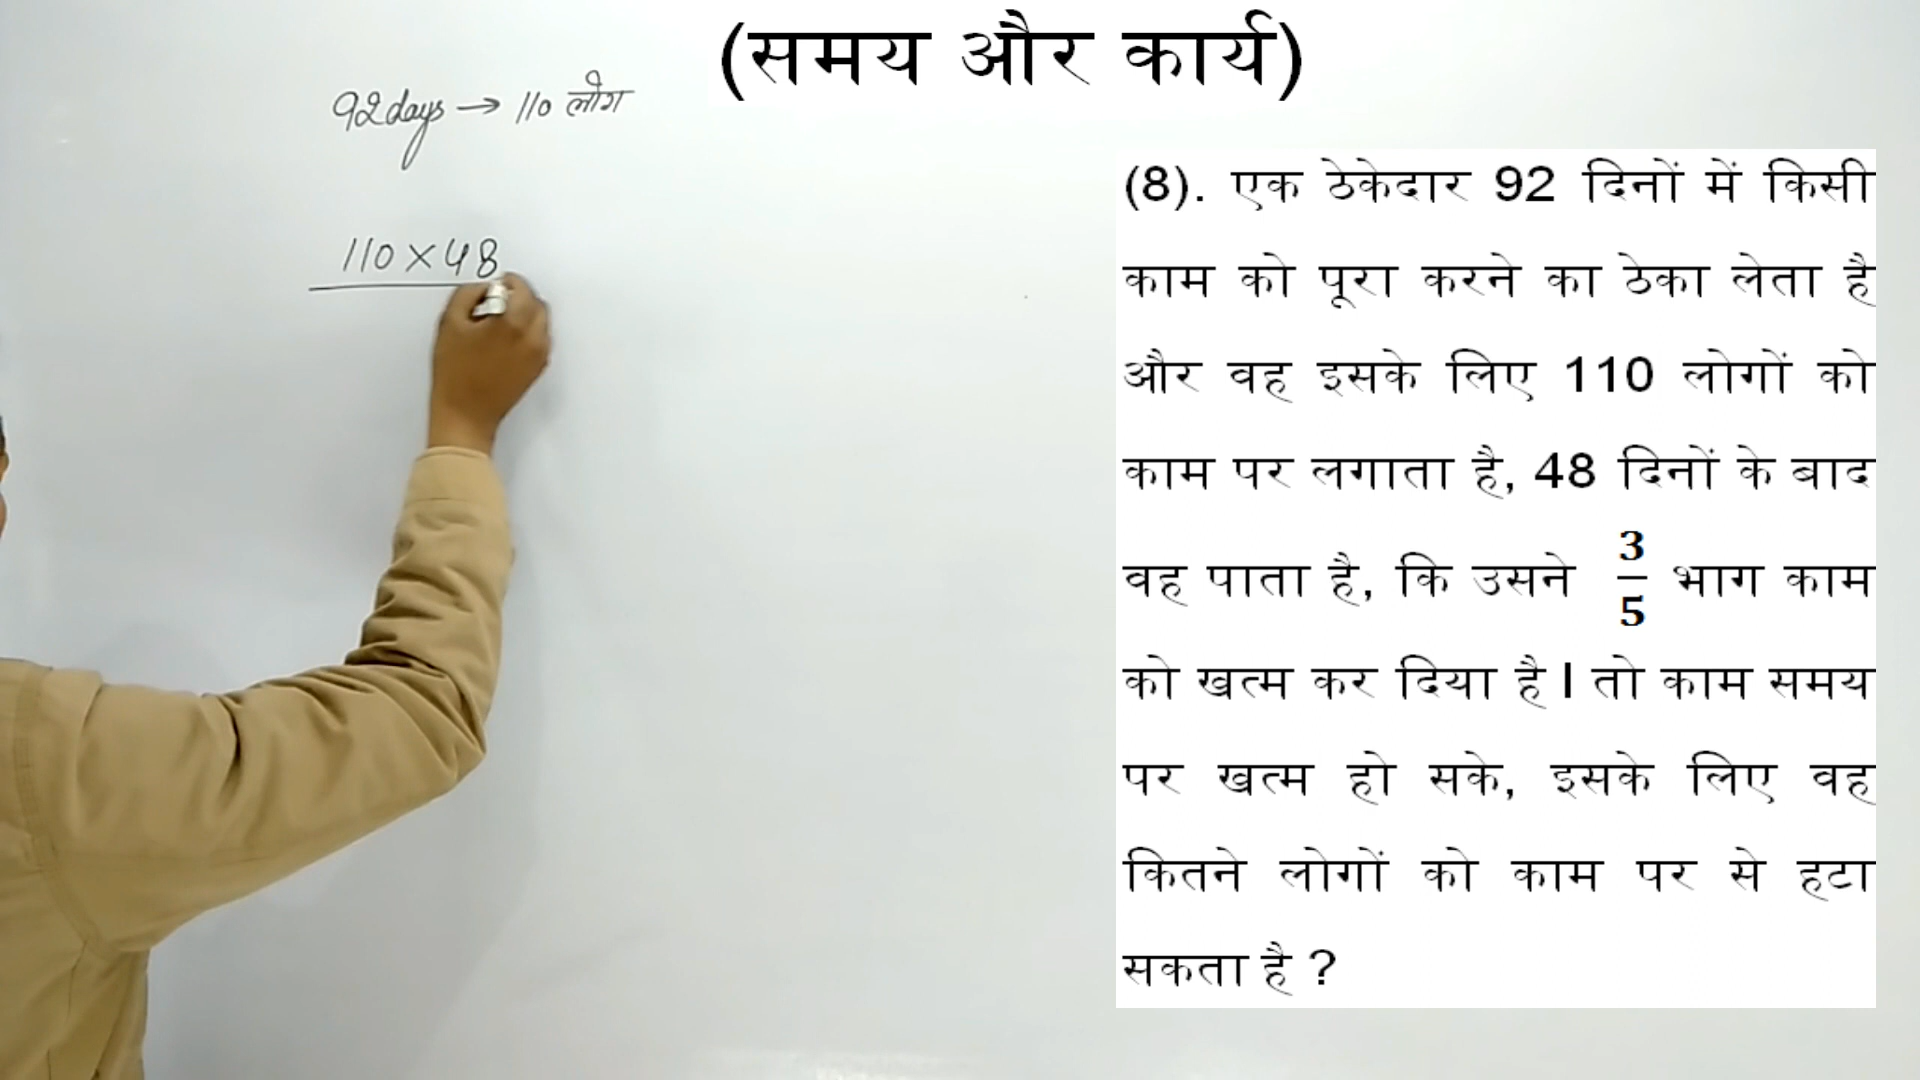 (समय और कार्य)
92 days → 110 लोग
110 × 48
(8). एक ठेकेदार 92 दिनों में किसी
काम को पूरा करने का ठेका लेता है
और वह इसके लिए 110 लोगों को
काम पर लगाता है, 48 दिनों के बाद
वह पाता है, कि उसने 3/5 भाग काम
को खत्म कर दिया है l तो काम समय
पर खत्म हो सके, इसके लिए वह
कितने लोगों को काम पर से हटा
सकता है ?